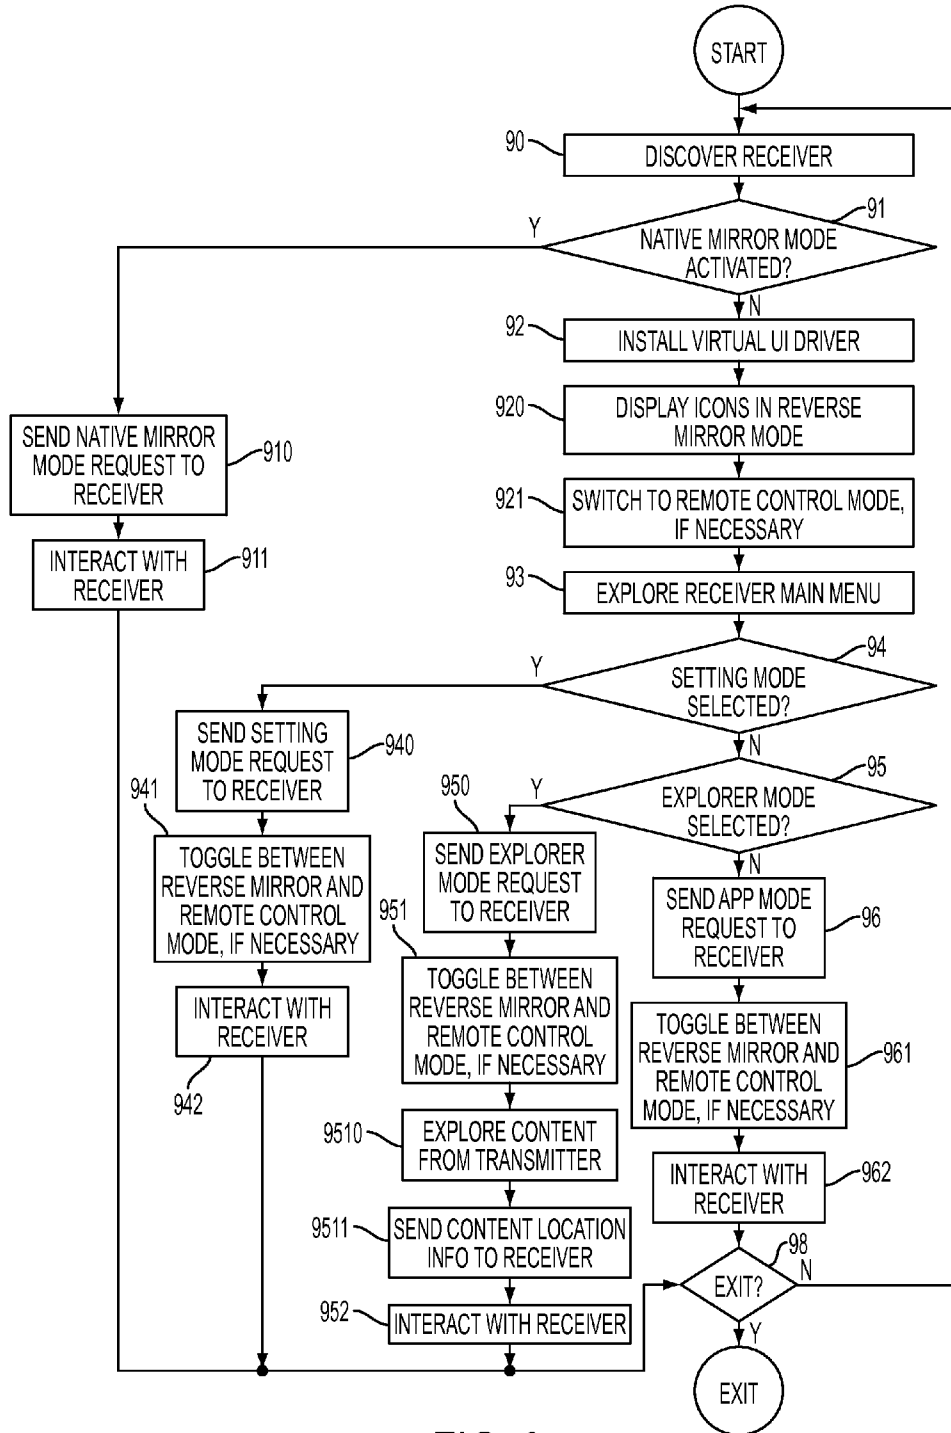 START
90
DISCOVER RECEIVER
91
Y
NATIVE MIRROR MODE
ACTIVATED?
N
92
INSTALL VIRTUAL UI DRIVER
920
DISPLAY ICONS IN REVERSE
MIRROR MODE
SEND NATIVE MIRROR
MODE REQUEST TO
RECEIVER
910
921
SWITCH TO REMOTE CONTROL MODE,
IF NECESSARY
INTERACT WITH
RECEIVER
911
93
EXPLORE RECEIVER MAIN MENU
94
Y
SETTING MODE
SELECTED?
N
SEND SETTING
MODE REQUEST
TO RECEIVER
940
95
Y
EXPLORER MODE
SELECTED?
N
941
TOGGLE BETWEEN
REVERSE MIRROR AND
REMOTE CONTROL
MODE, IF NECESSARY
950
SEND EXPLORER
MODE REQUEST
TO RECEIVER
SEND APP MODE
REQUEST TO
RECEIVER
96
951
TOGGLE BETWEEN
REVERSE MIRROR AND
REMOTE CONTROL
MODE, IF NECESSARY
INTERACT WITH
RECEIVER
942
TOGGLE BETWEEN
REVERSE MIRROR AND
REMOTE CONTROL
MODE, IF NECESSARY
961
9510
EXPLORE CONTENT
FROM TRANSMITTER
INTERACT WITH
RECEIVER
962
9511
SEND CONTENT LOCATION
INFO TO RECEIVER
98
EXIT?
N
952
INTERACT WITH RECEIVER
Y
EXIT